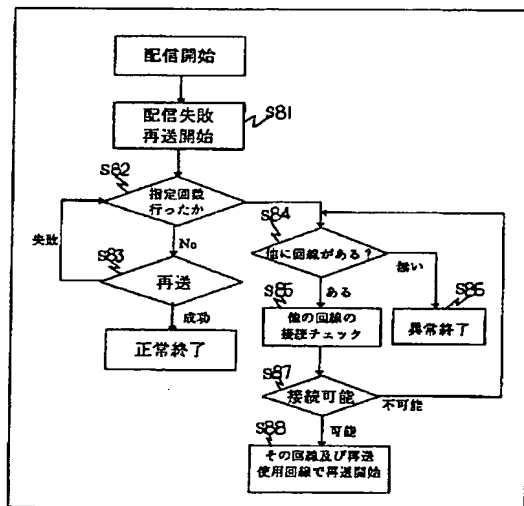 配信開始
配信失敗
再送開始
S81
S82
指定回数
行ったか
失敗
No
S83
再送
成功
正常終了
S84
他に回線がある？
無い
ある
S85
他の回線の
接続チェック
S86
異常終了
S87
接続可能
不可能
可能
S88
その回線及び再送
使用回線で再送開始